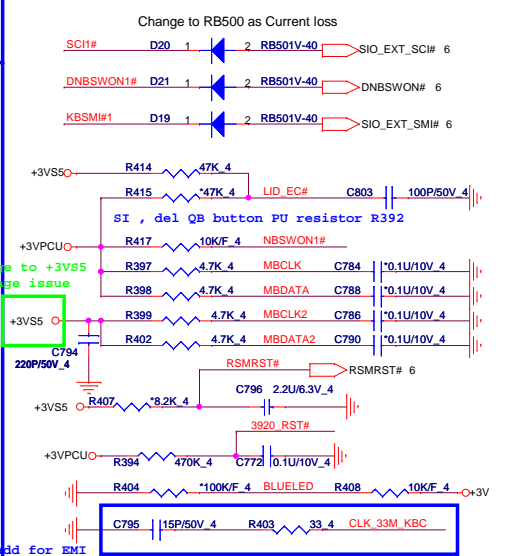 Change to RB500 as Current loss
SCI1# D20 1 2 RB501V-40 SIO_EXT_SCI# 6
DNBSWON1# D21 1 2 RB501V-40 DNBSWON# 6
KBSMI#1 D19 1 2 RB501V-40 SIO_EXT_SMI# 6
+3VS5 R414 47K_4
R415 *47K_4 LID_EC# C803 100P/50V_4
SI , del QB button PU resistor R392
+3VPCU R417 10K/F_4 NBSWON1#
to +3VS5
issue
R397 4.7K_4 MBCLK C784 *0.1U/10V_4
R398 4.7K_4 MBDATA C788 *0.1U/10V_4
+3VS5 R399 4.7K_4 MBCLK2 C786 *0.1U/10V_4
R402 4.7K_4 MBDATA2 C790 *0.1U/10V_4
C794
220P/50V_4
RSMRST# RSMRST# 6
+3VS5 R407 *8.2K_4 C796 2.2U/6.3V_4
3920_RST#
+3VPCU R394 470K_4 C772 0.1U/10V_4
R404 *100K/F_4 BLUELED R408 10K/F_4 +3V
C795 15P/50V_4 R403 33_4 CLK_33M_KBC
dd for EMI